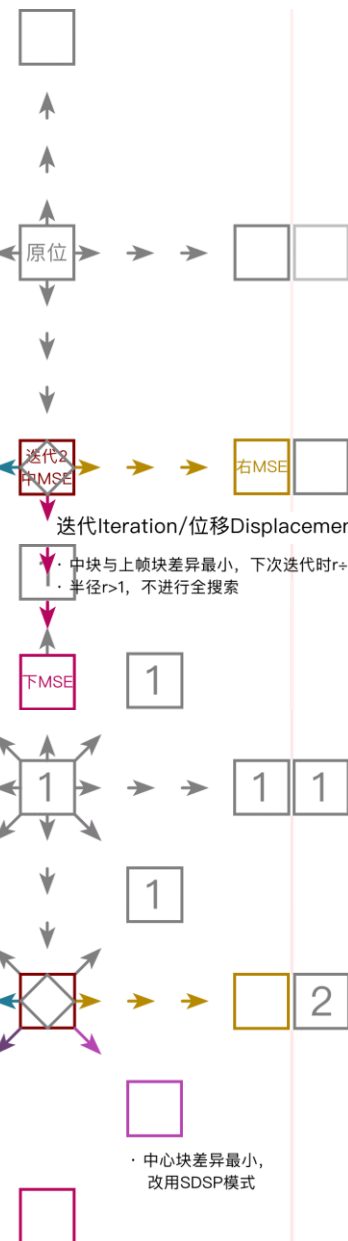 原位
迭代2
中MSE
右MSE
迭代Iteration/位移Displacemen
1
· 中块与上帧块差异最小，下次迭代时r÷
· 半径r>1，不进行全搜索
下MSE
1
1
1
1
1
2
· 中心块差异最小，
改用SDSP模式